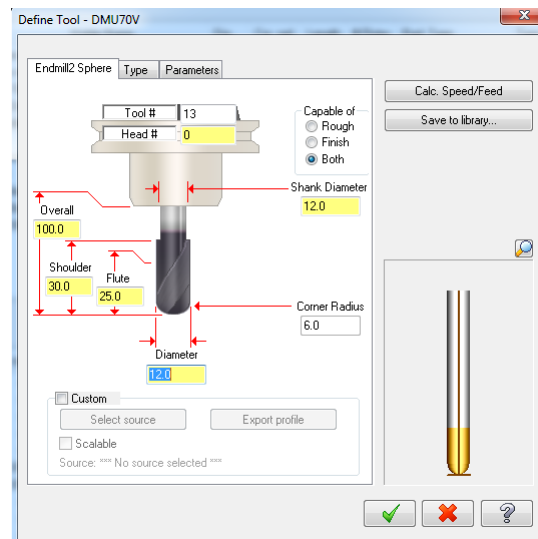 Define Tool - DMU70V
Endmill2 Sphere Type Parameters
Calc. Speed/Feed
Save to library...
Tool # 13
Head # 0
Capable of
Rough
Finish
Both
Shank Diameter
12.0
Overall
100.0
Shoulder
30.0
Flute
25.0
Corner Radius
6.0
Diameter
12.0
Custom
Select source Export profile
Scalable
Source: *** No source selected ***